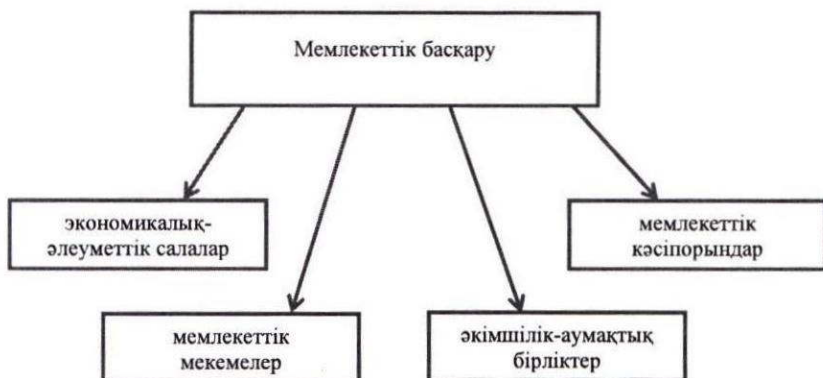 Мемлекеттік басқару
экономикалық-
әлеуметтік салалар
мемлекеттік
кәсіпорындар
мемлекеттік
мекемелер
әкімшілік-аумақтық
бірліктер